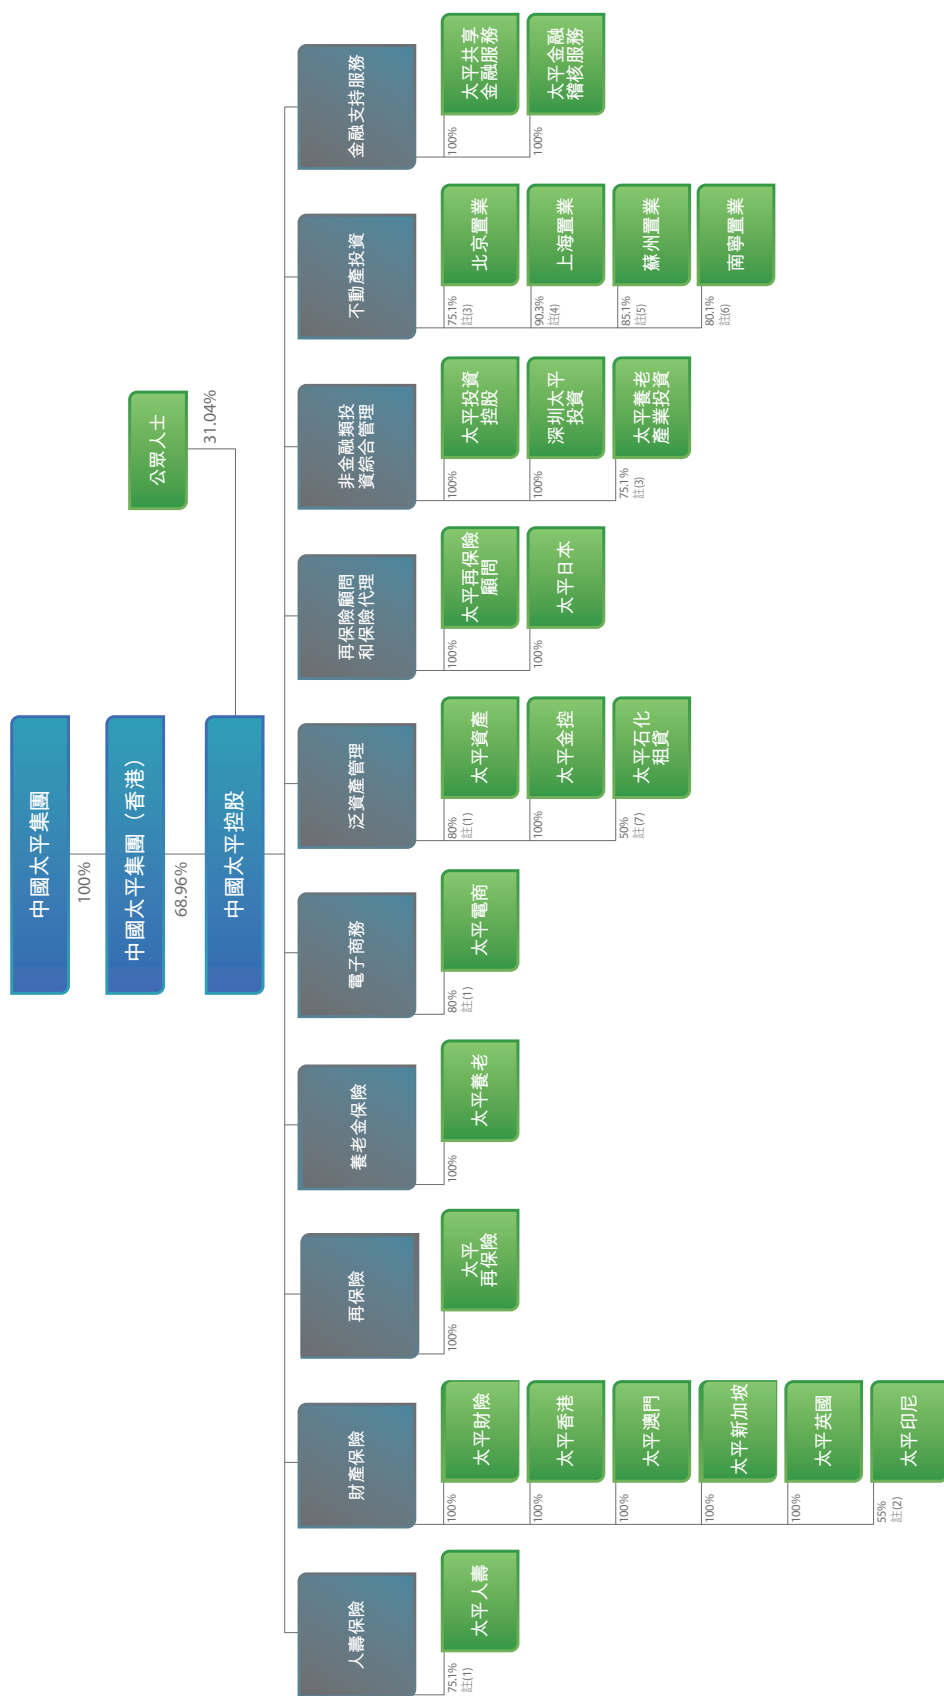 中國太平集團
100%
中國太平集團（香港）
68.96%
中國太平控股
公眾人士
31.04%
人壽保險
75.1%
註(1)
太平人壽
財產保險
100%
太平財險
100%
太平香港
100%
太平澳門
100%
太平新加坡
100%
太平英國
55%
註(2)
太平印尼
再保險
100%
太平
再保險
養老金保險
100%
太平養老
電子商務
80%
註(1)
太平電商
泛資產管理
80%
註(1)
太平資產
100%
太平金控
50%
註(7)
太平石化
租賃
再保險顧問
和保險代理
100%
太平再保險
顧問
100%
太平日本
非金融類投
資綜合管理
100%
太平投資
控股
100%
深圳太平
投資
75.1%
註(3)
太平養老
產業投資
不動產投資
75.1%
註(3)
北京置業
90.3%
註(4)
上海置業
85.1%
註(5)
蘇州置業
80.1%
註(6)
南寧置業
金融支持服務
100%
太平共享
金融服務
100%
太平金融
稽核服務